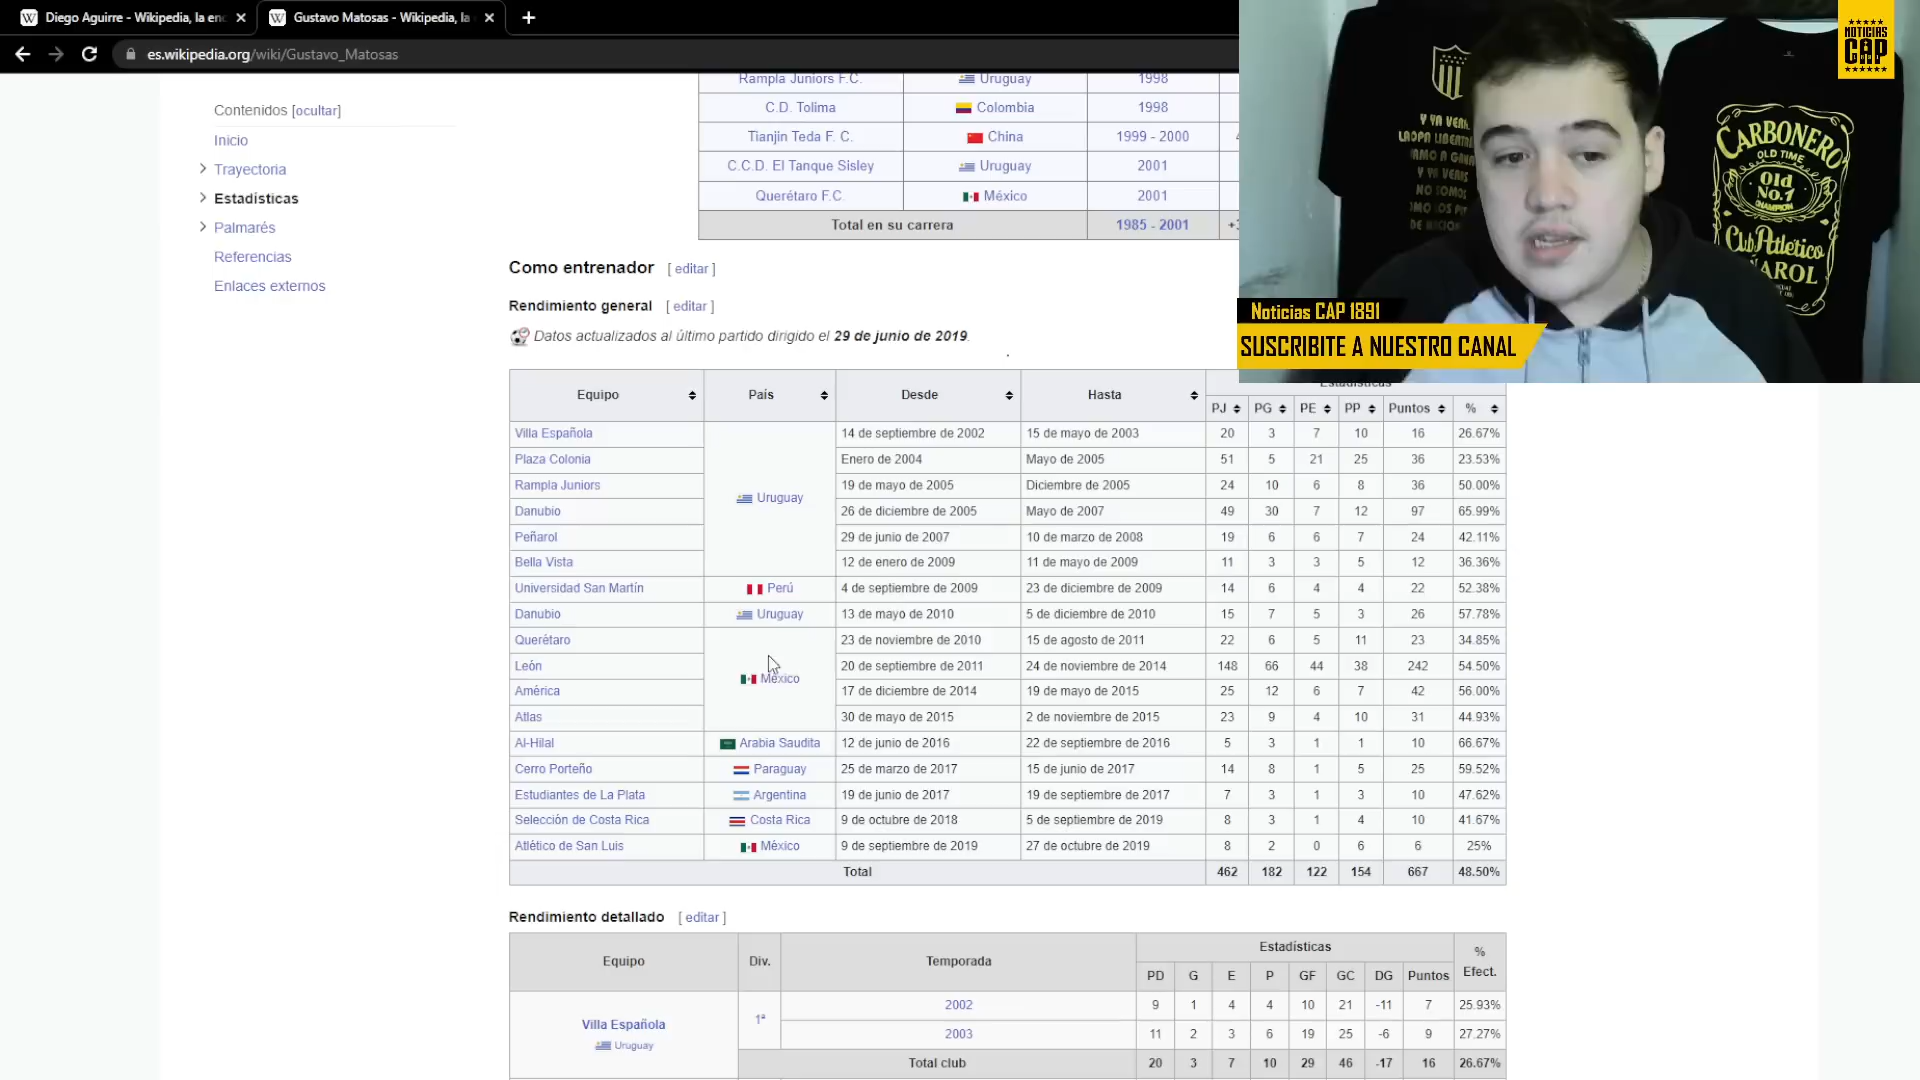 Diego Aguirre - Wikipedia, la en
Gustavo Matosas - Wikipedia, la
es.wikipedia.org/wiki/Gustavo_Matosas
Contenidos [ocultar]
Inicio
Trayectoria
Estadísticas
Palmarés
Referencias
Enlaces externos
Rampla Juniors F.C. Uruguay 1998
C.D. Tolima Colombia 1998
Tianjin Teda F. C. China 1999 - 2000
C.C.D. El Tanque Sisley Uruguay 2001
Querétaro F.C. México 2001
Total en su carrera 1985 - 2001
Como entrenador [ editar ]
Rendimiento general [ editar ]
Datos actualizados al último partido dirigido el 29 de junio de 2019.
Estadísticas
Equipo País Desde Hasta PJ PG PE PP Puntos %
Villa Española Uruguay 14 de septiembre de 2002 15 de mayo de 2003 20 3 7 10 16 26.67%
Plaza Colonia Enero de 2004 Mayo de 2005 51 5 21 25 36 23.53%
Rampla Juniors 19 de mayo de 2005 Diciembre de 2005 24 10 6 8 36 50.00%
Danubio 26 de diciembre de 2005 Mayo de 2007 49 30 7 12 97 65.99%
Peñarol 29 de junio de 2007 10 de marzo de 2008 19 6 6 7 24 42.11%
Bella Vista 12 de enero de 2009 11 de mayo de 2009 11 3 3 5 12 36.36%
Universidad San Martín Perú 4 de septiembre de 2009 23 de diciembre de 2009 14 6 4 4 22 52.38%
Danubio Uruguay 13 de mayo de 2010 5 de diciembre de 2010 15 7 5 3 26 57.78%
Querétaro México 23 de noviembre de 2010 15 de agosto de 2011 22 6 5 11 23 34.85%
León 20 de septiembre de 2011 24 de noviembre de 2014 148 66 44 38 242 54.50%
América 17 de diciembre de 2014 19 de mayo de 2015 25 12 6 7 42 56.00%
Atlas 30 de mayo de 2015 2 de noviembre de 2015 23 9 4 10 31 44.93%
Al-Hilal Arabia Saudita 12 de junio de 2016 22 de septiembre de 2016 5 3 1 1 10 66.67%
Cerro Porteño Paraguay 25 de marzo de 2017 15 de junio de 2017 14 8 1 5 25 59.52%
Estudiantes de La Plata Argentina 19 de junio de 2017 19 de septiembre de 2017 7 3 1 3 10 47.62%
Selección de Costa Rica Costa Rica 9 de octubre de 2018 5 de septiembre de 2019 8 3 1 4 10 41.67%
Atlético de San Luis México 9 de septiembre de 2019 27 de octubre de 2019 8 2 0 6 6 25%
Total 462 182 122 154 667 48.50%
Rendimiento detallado [ editar ]
Equipo Div. Temporada Estadísticas % Efect.
PD G E P GF GC DG Puntos
Villa Española Uruguay 1ª 2002 9 1 4 4 10 21 -11 7 25.93%
2003 11 2 3 6 19 25 -6 9 27.27%
Total club 20 3 7 10 29 46 -17 16 26.67%
NOTICIAS
CAP
Y YA VERÁ
Y YA VERÁS
NO SOMOS
CARBONERO
OLD TIME
Old
No.1
CHAMPION
Club Atlético
Noticias CAP 1891
SUSCRIBITE A NUESTRO CANAL